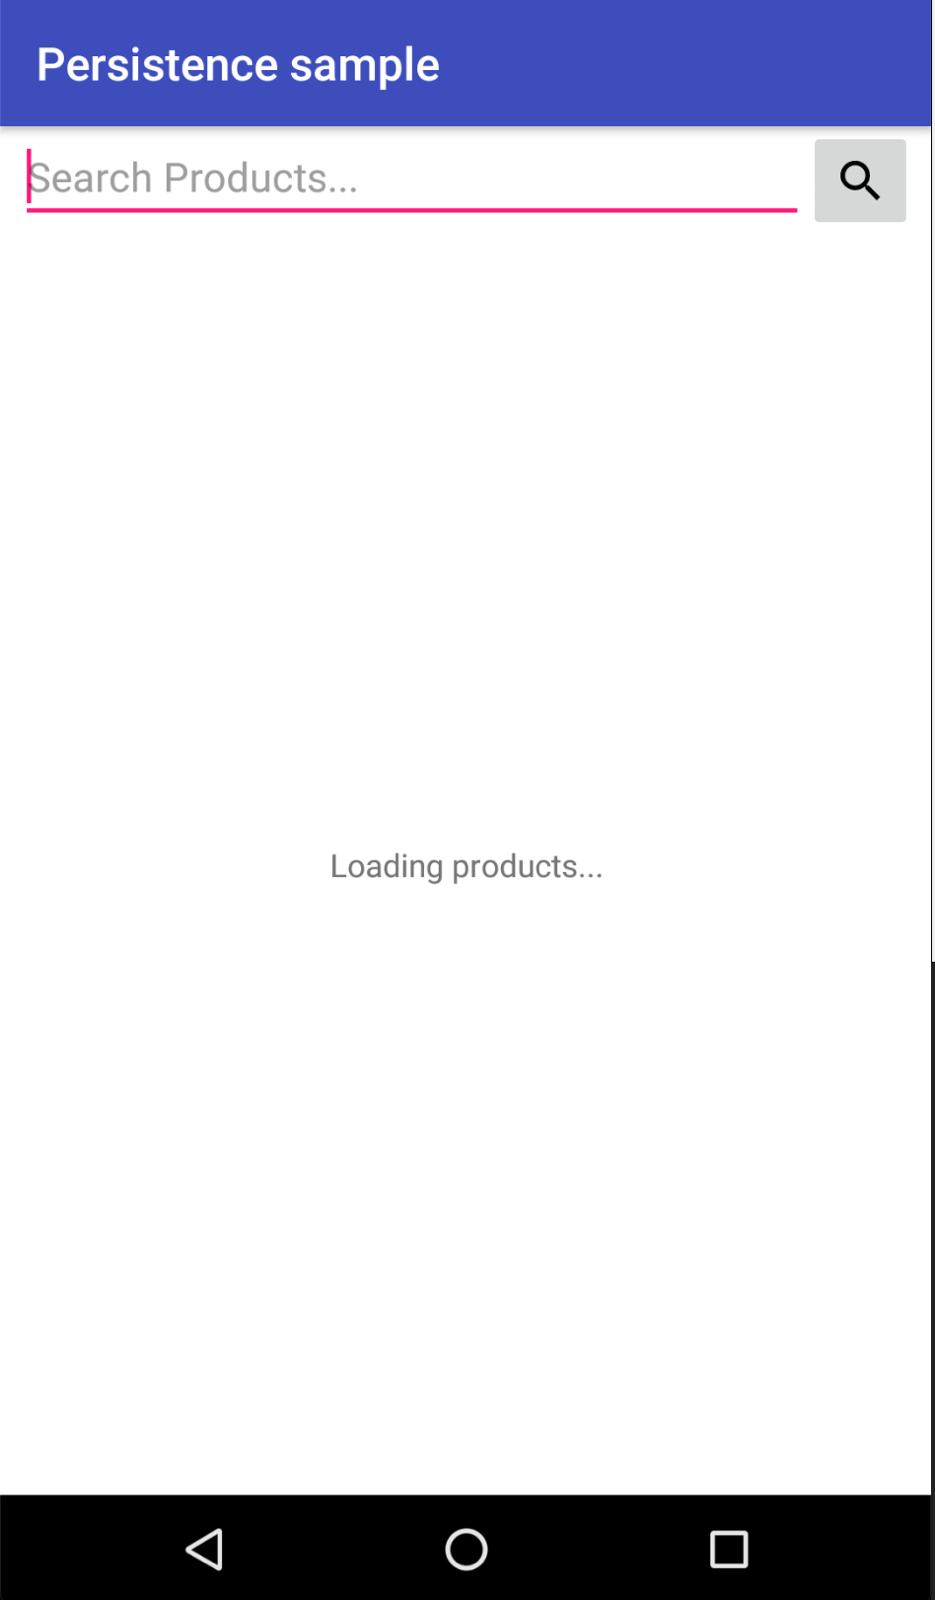 Persistence sample
Search Products...
Loading products...